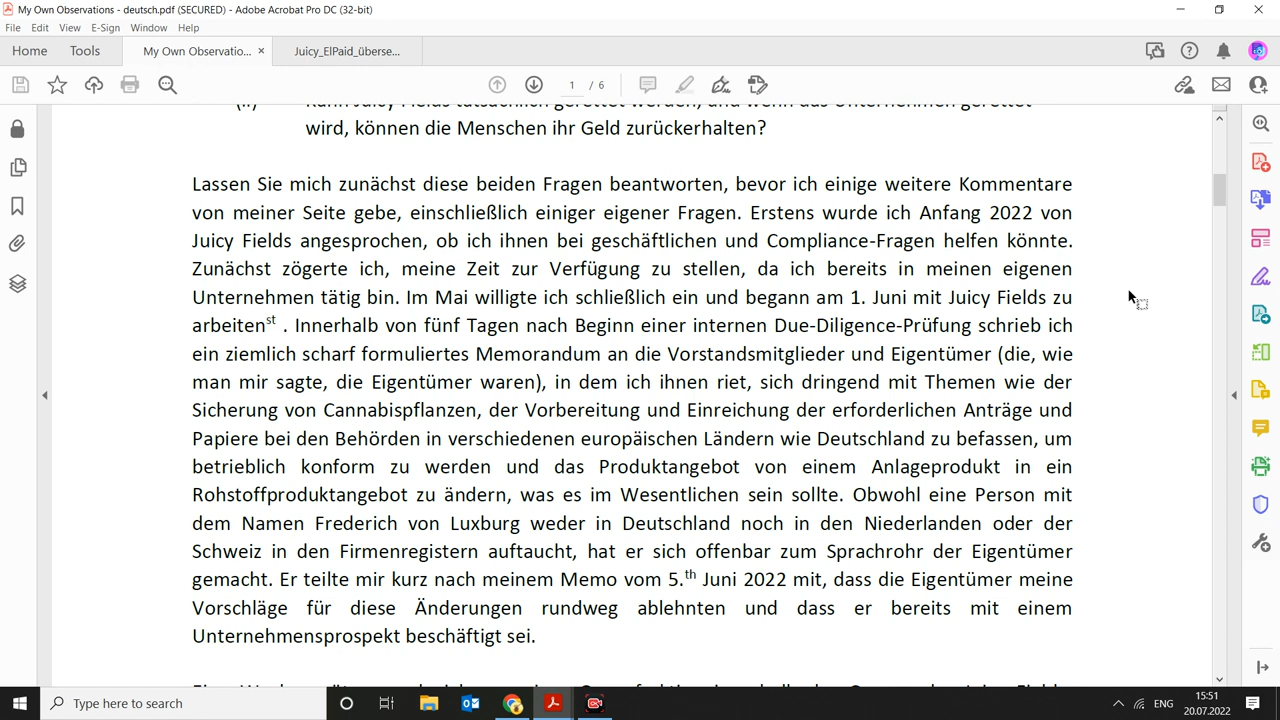 My Own Observations - deutsch.pdf (SECURED) - Adobe Acrobat Pro DC (32-bit)
File Edit View E-Sign Window Help
Home Tools My Own Observatio... × Juicy_ElPaid_überse...
1 / 6
(ii) Kann Juicy Fields tatsächlich gerettet werden, und wenn das Unternehmen gerettet
wird, können die Menschen ihr Geld zurückerhalten?
Lassen Sie mich zunächst diese beiden Fragen beantworten, bevor ich einige weitere Kommentare
von meiner Seite gebe, einschließlich einiger eigener Fragen. Erstens wurde ich Anfang 2022 von
Juicy Fields angesprochen, ob ich ihnen bei geschäftlichen und Compliance-Fragen helfen könnte.
Zunächst zögerte ich, meine Zeit zur Verfügung zu stellen, da ich bereits in meinen eigenen
Unternehmen tätig bin. Im Mai willigte ich schließlich ein und begann am 1. Juni mit Juicy Fields zu
arbeiten st . Innerhalb von fünf Tagen nach Beginn einer internen Due-Diligence-Prüfung schrieb ich
ein ziemlich scharf formuliertes Memorandum an die Vorstandsmitglieder und Eigentümer (die, wie
man mir sagte, die Eigentümer waren), in dem ich ihnen riet, sich dringend mit Themen wie der
Sicherung von Cannabispflanzen, der Vorbereitung und Einreichung der erforderlichen Anträge und
Papiere bei den Behörden in verschiedenen europäischen Ländern wie Deutschland zu befassen, um
betrieblich konform zu werden und das Produktangebot von einem Anlageprodukt in ein
Rohstoffproduktangebot zu ändern, was es im Wesentlichen sein sollte. Obwohl eine Person mit
dem Namen Frederich von Luxburg weder in Deutschland noch in den Niederlanden oder der
Schweiz in den Firmenregistern auftaucht, hat er sich offenbar zum Sprachrohr der Eigentümer
gemacht. Er teilte mir kurz nach meinem Memo vom 5.th Juni 2022 mit, dass die Eigentümer meine
Vorschläge für diese Änderungen rundweg ablehnten und dass er bereits mit einem
Unternehmensprospekt beschäftigt sei.
Type here to search
ENG
15:51
20.07.2022